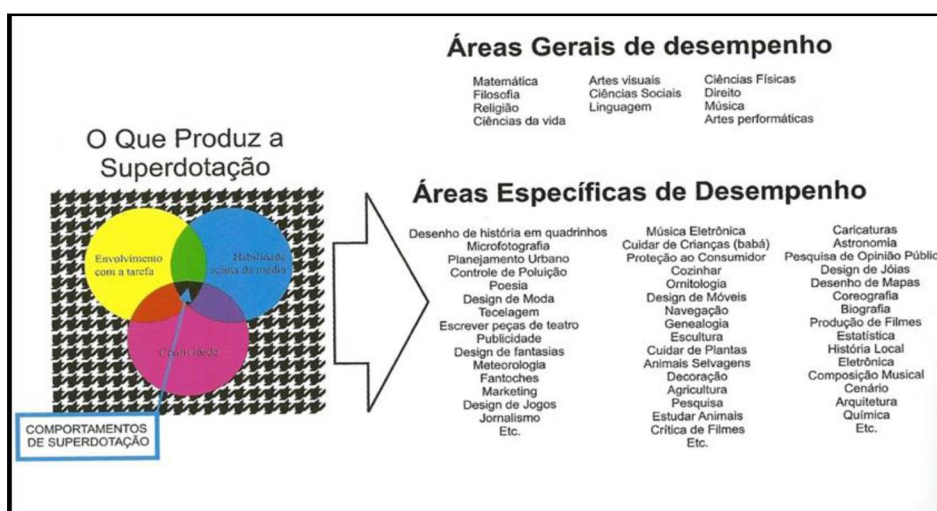 O Que Produz a
Superdotação
Envolvimento
com a tarefa
Habilidade
acima da média
Criatividade
COMPORTAMENTOS
DE SUPERDOTAÇÃO
Áreas Gerais de desempenho
Matemática
Filosofia
Religião
Ciências da vida
Artes visuais
Ciências Sociais
Linguagem
Ciências Físicas
Direito
Música
Artes performáticas
Áreas Específicas de Desempenho
Desenho de história em quadrinhos
Microfotografia
Planejamento Urbano
Controle de Poluição
Poesia
Design de Moda
Tecelagem
Escrever peças de teatro
Publicidade
Design de fantasias
Meteorologia
Fantoches
Marketing
Design de Jogos
Jornalismo
Etc.
Música Eletrônica
Cuidar de Crianças (babá)
Proteção ao Consumidor
Cozinhar
Ornitologia
Design de Móveis
Navegação
Genealogia
Escultura
Cuidar de Plantas
Animais Selvagens
Decoração
Agricultura
Pesquisa
Estudar Animais
Crítica de Filmes
Etc.
Caricaturas
Astronomia
Pesquisa de Opinião Públic
Design de Jóias
Desenho de Mapas
Coreografia
Biografia
Produção de Filmes
Estatística
História Local
Eletrônica
Composição Musical
Cenário
Arquitetura
Química
Etc.